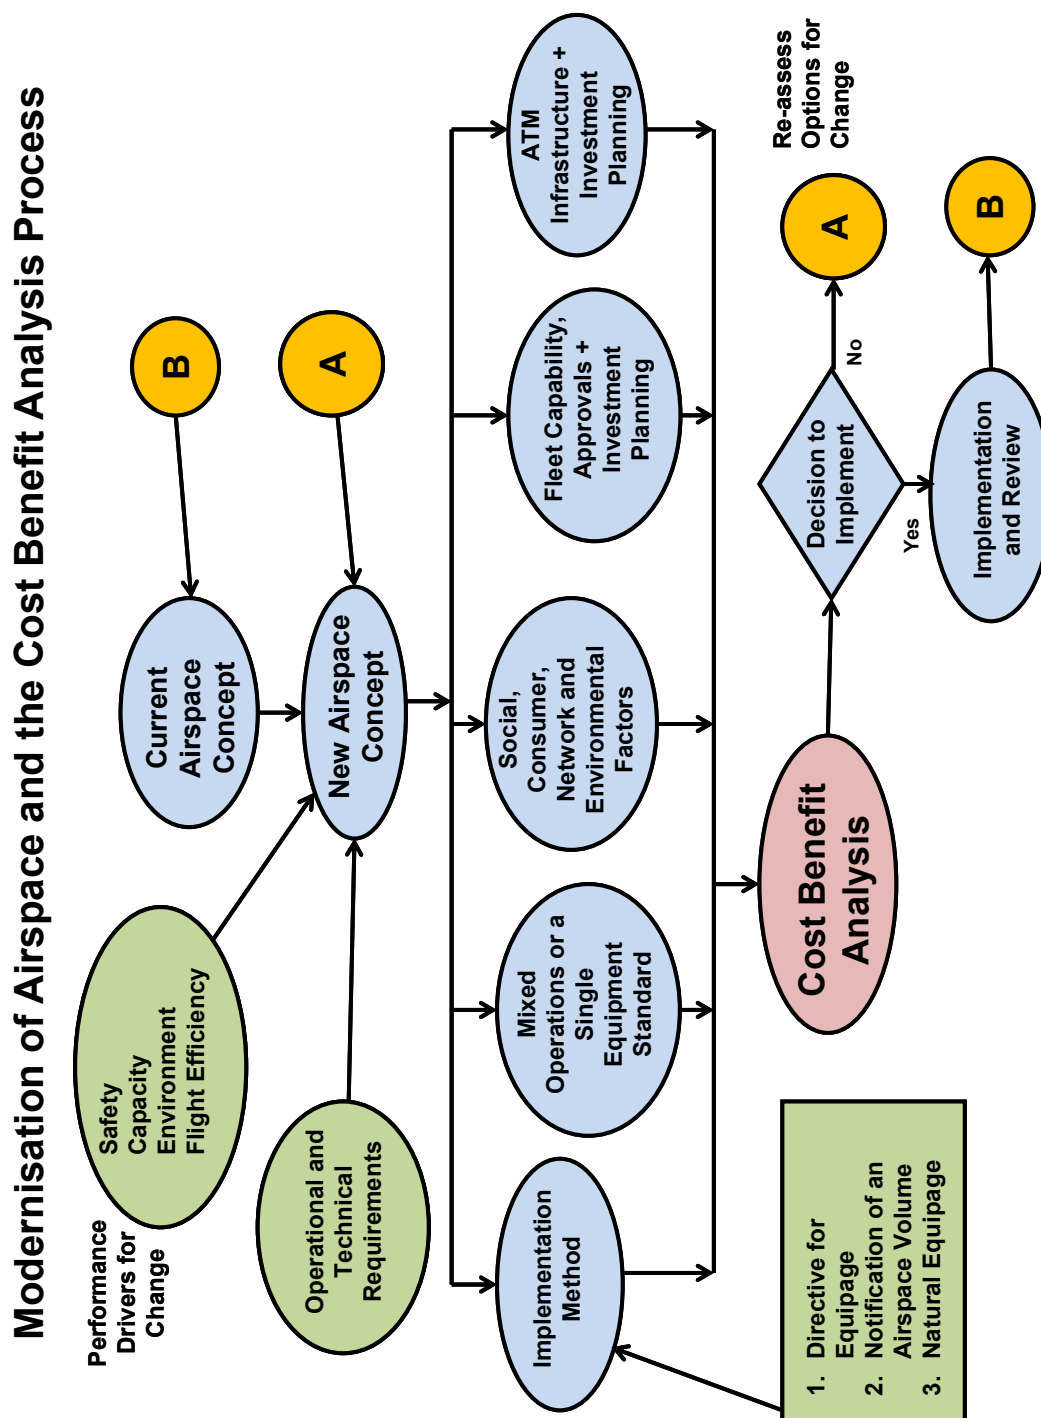 Modernisation of Airspace and the Cost Benefit Analysis Process
Performance
Drivers for
Change
Safety
Capacity
Environment
Flight Efficiency
Current
Airspace
Concept
B
Operational and
Technical
Requirements
New Airspace
Concept
A
Implementation
Method
Mixed
Operations or a
Single
Equipment
Standard
Social,
Consumer,
Network and
Environmental
Factors
Fleet Capability,
Approvals +
Investment
Planning
ATM
Infrastructure +
Investment
Planning
1. Directive for
Equipage
2. Notification of an
Airspace Volume
3. Natural Equipage
Cost Benefit
Analysis
Decision to
Implement
No
A
Re-assess
Options for
Change
Yes
Implementation
and Review
B